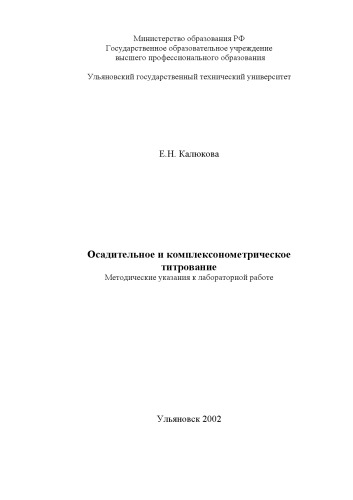 Министерство образования РФ
Государственное образовательное учреждение
высшего профессионального образования
Ульяновский государственный технический университет
Е.Н. Калюкова
Осадительное и комплексонометрическое
титрование
Методические указания к лабораторной работе
Ульяновск 2002